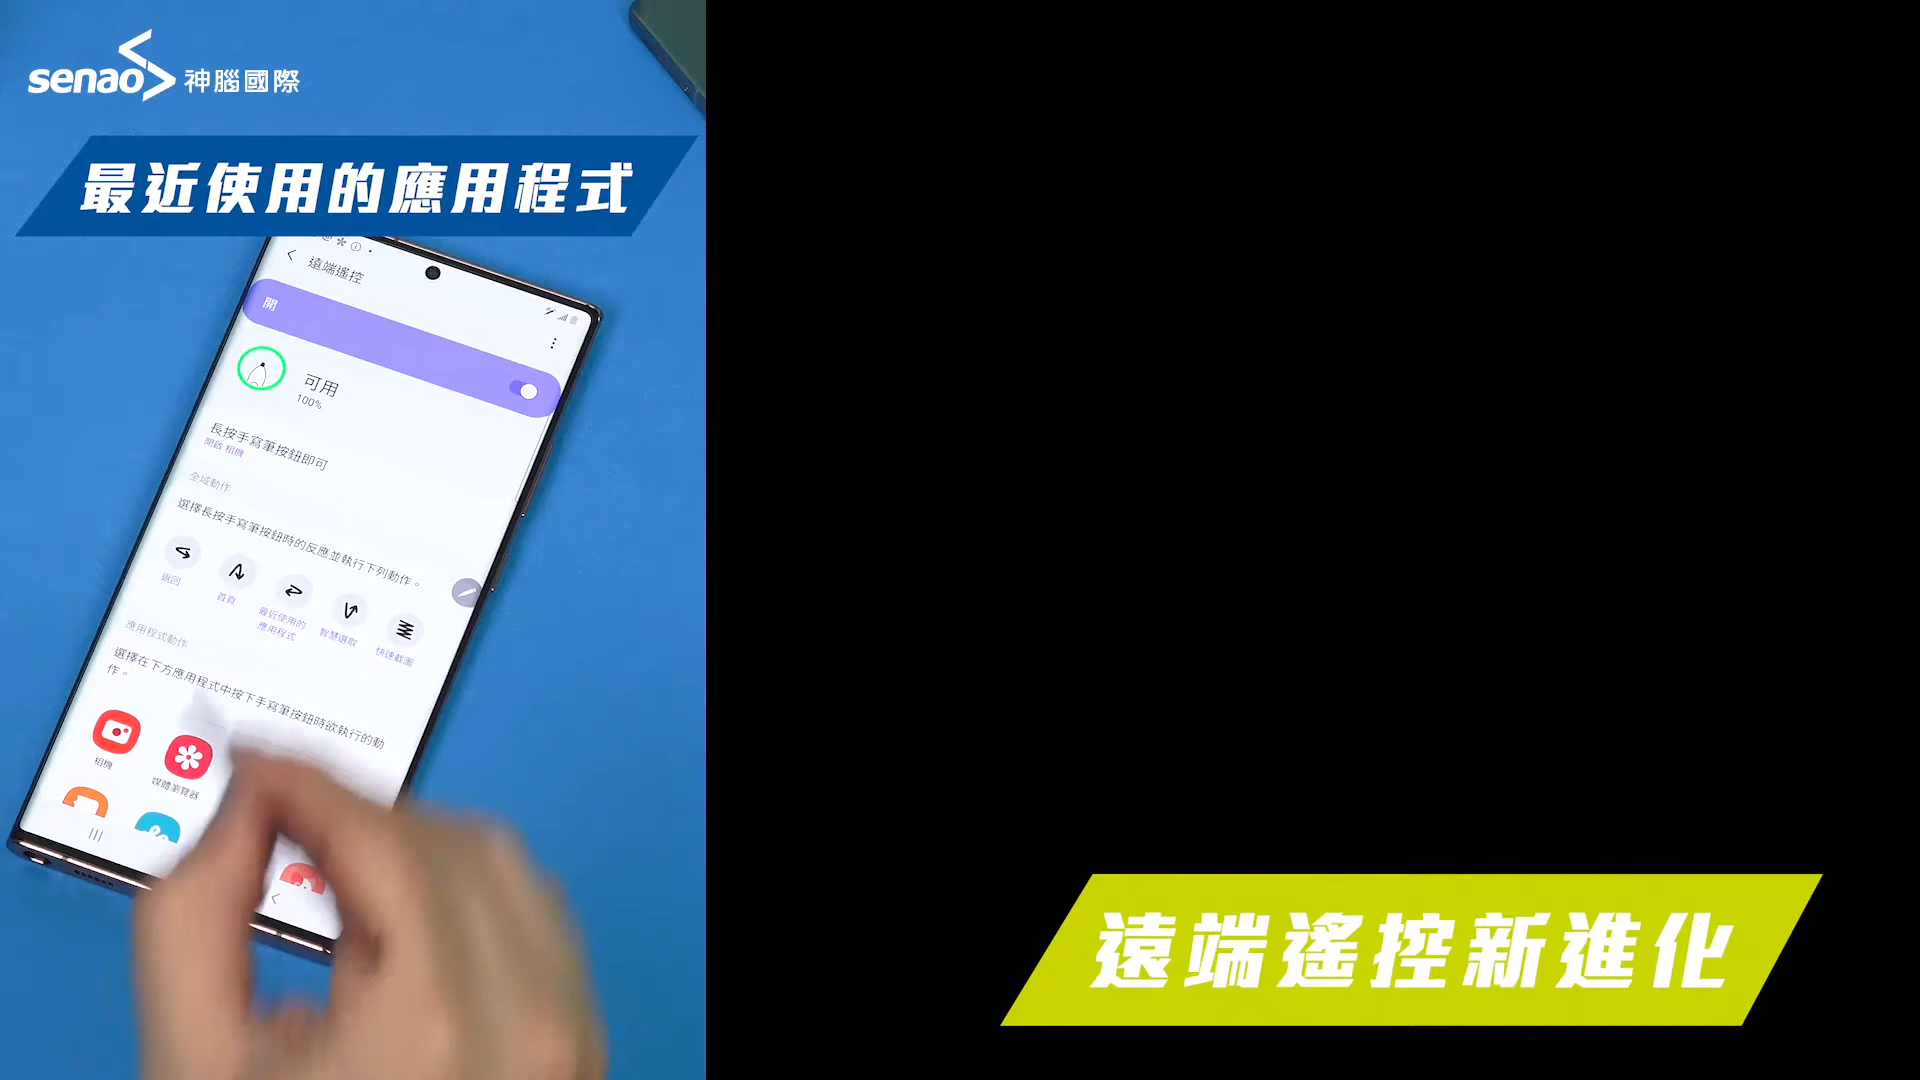 senao 神腦國際
最近使用的應用程式
遠端遙控
開
可用
100%
長按手寫筆按鈕即可
開啟 相機
全域動作
選擇長按手寫筆按鈕時的反應並執行下列動作。
返回
首頁
最近使用的
應用程式
智慧選取
快速截圖
應用程式動作
選擇在下方應用程式中按下手寫筆按鈕時欲執行的動
作。
相機
媒體瀏覽器
遠端遙控新進化